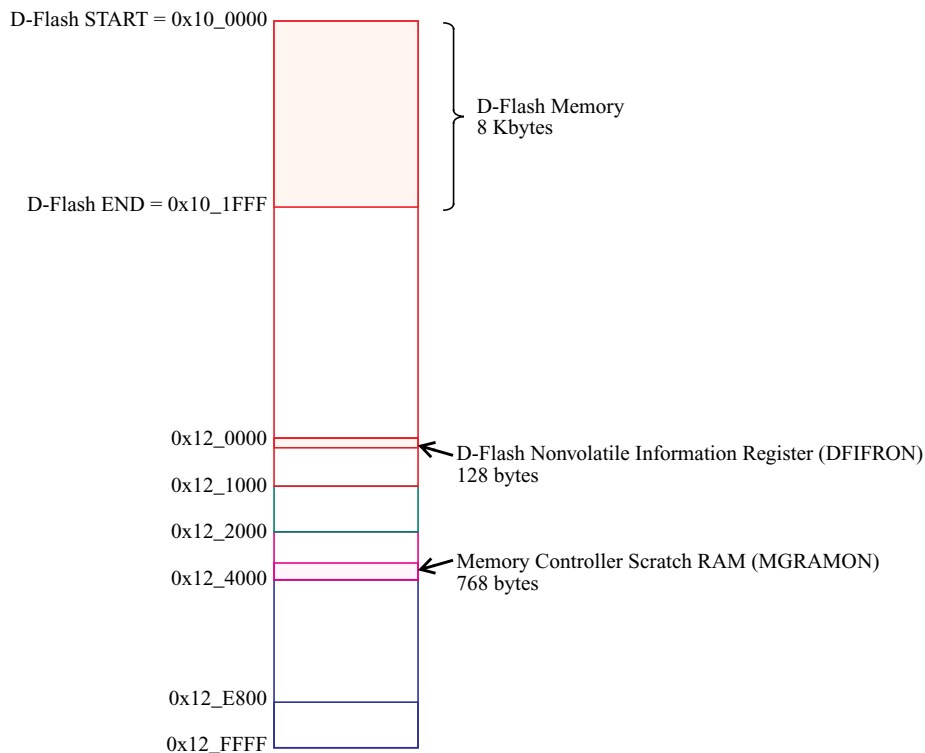 D-Flash START = 0x10_0000
D-Flash Memory
8 Kbytes
D-Flash END = 0x10_1FFF
0x12_0000
D-Flash Nonvolatile Information Register (DFIFRON)
128 bytes
0x12_1000
0x12_2000
Memory Controller Scratch RAM (MGRAMON)
768 bytes
0x12_4000
0x12_E800
0x12_FFFF